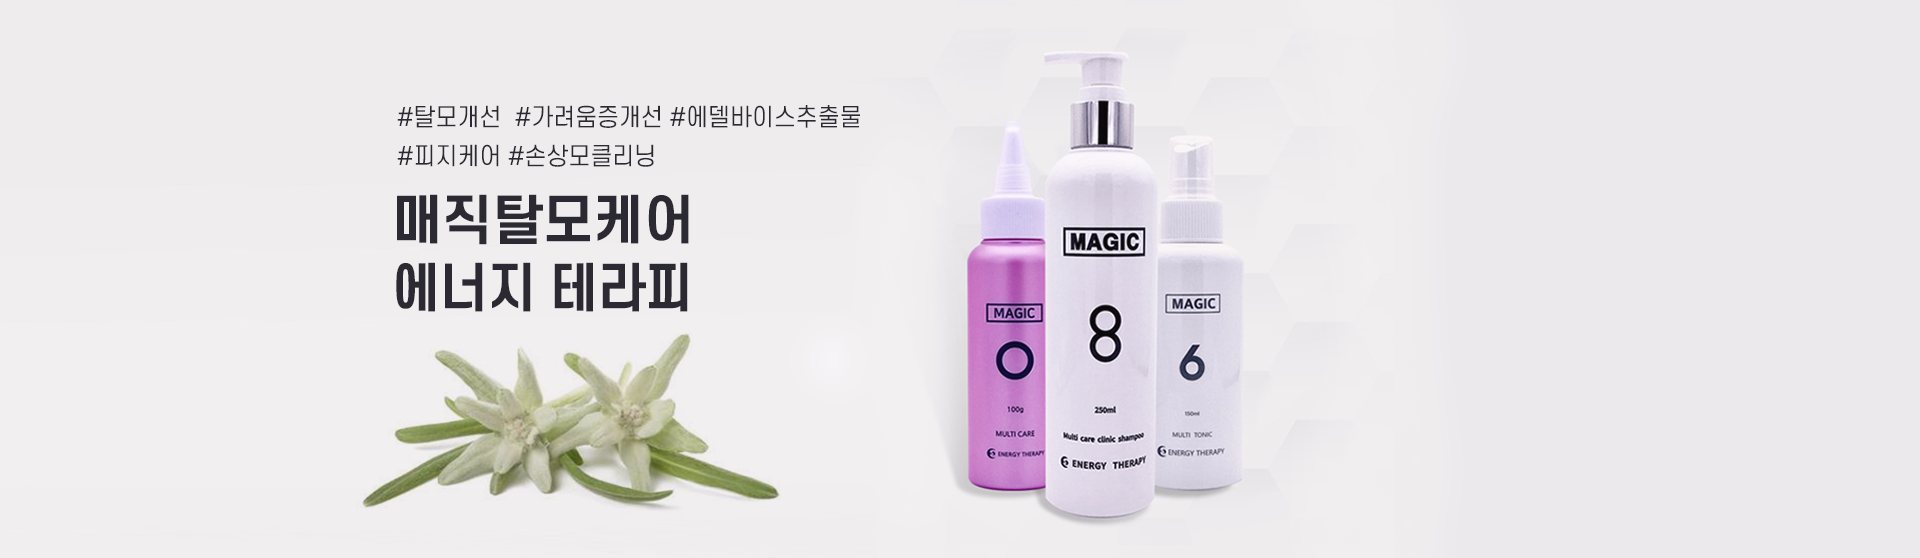 #탈모개선 #가려움증개선 #에델바이스추출물
#피지케어 #손상모클리닝
매직탈모케어
에너지 테라피
MAGIC
O
100g
MULTI CARE
ENERGY THERAPY
MAGIC
8
250ml
Multi care clinic shampoo
ENERGY THERAPY
MAGIC
6
150ml
MULTI TONIC
ENERGY THERAPY